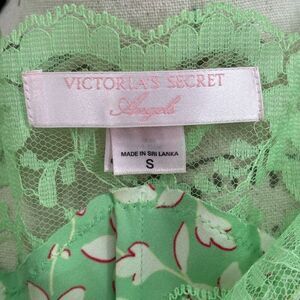 VICTORIA'S SECRET
Angels
MADE IN SRI LANKA
S